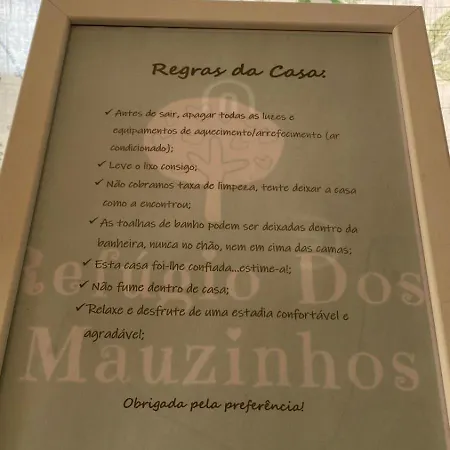 Regras da Casa:
✓ Antes de sair, apagar todas as luzes e
equipamentos de aquecimento/arrefecimento (ar
condicionado);
✓ Leve o lixo consigo;
✓ Não cobramos taxa de limpeza, tente deixar a casa
como a encontrou;
✓ As toalhas de banho podem ser deixadas dentro da
banheira, nunca no chão, nem em cima das camas;
✓ Esta casa foi-lhe confiada...estime-a!;
✓ Não fume dentro de casa;
✓ Relaxe e desfrute de uma estadia confortável e
agradável;
Refúgio Dos
Mauzinhos
Obrigada pela preferência!